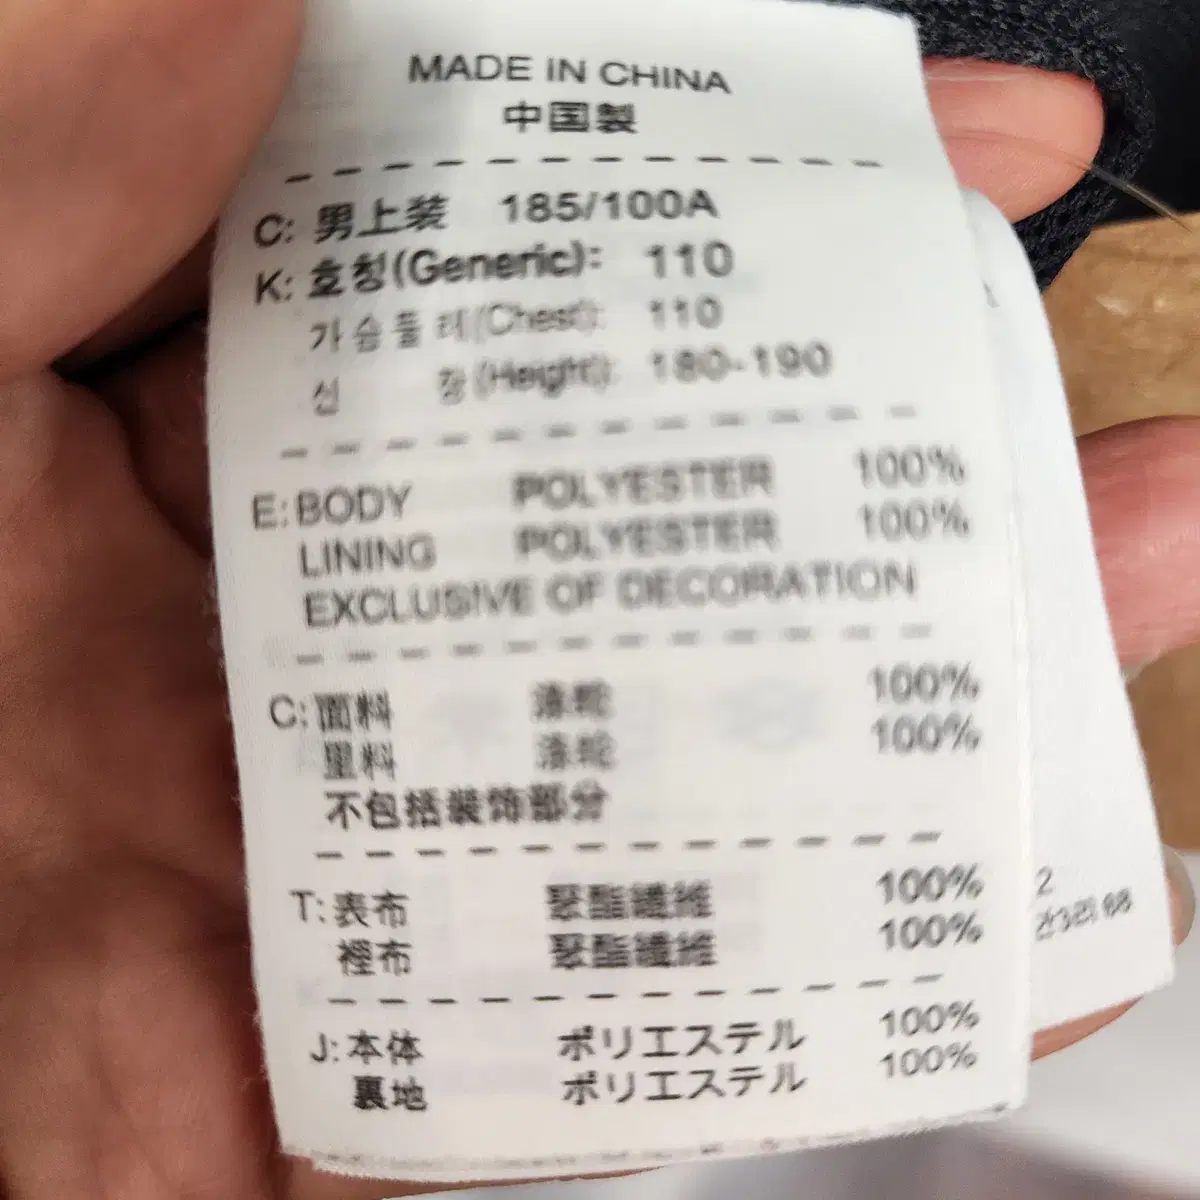 MADE IN CHINA
中国製
C: 男上装 185/100A
K: 호칭(Generic): 110
가슴둘레(Chest): 110
신 장(Height): 180-190
E: BODY POLYESTER 100%
LINING POLYESTER 100%
EXCLUSIVE OF DECORATION
C: 面料 涤纶 100%
里料 涤纶 100%
不包括装饰部分
T: 表布 聚酯纖維 100%
裡布 聚酯纖維 100%
J: 本体 ポリエステル 100%
裏地 ポリエステル 100%
2
68